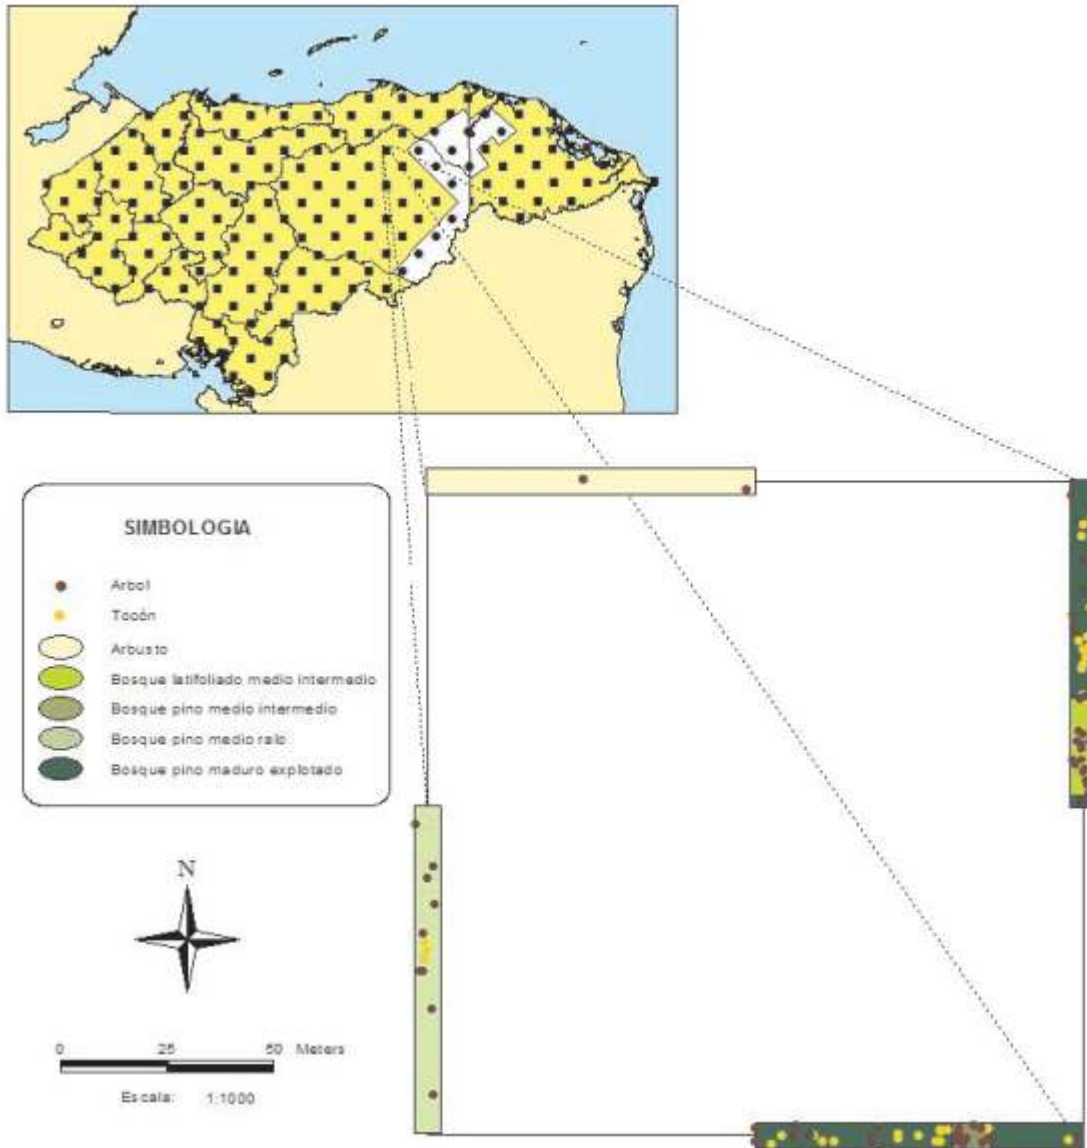 SIMBOLOGIA
Arbol
Tocón
Arbusto
Bosque latifoliado medio intermedio
Bosque pino medio intermedio
Bosque pino medio ralo
Bosque pino maduro explotado
N
0 25 50 Meters
Escala: 1:1000